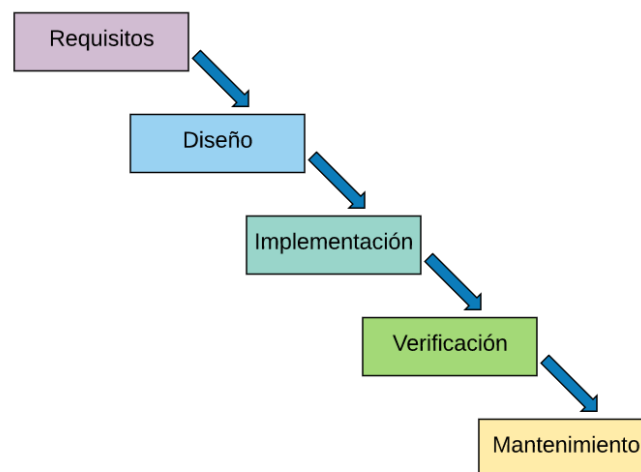 Requisitos
Diseño
Implementación
Verificación
Mantenimiento